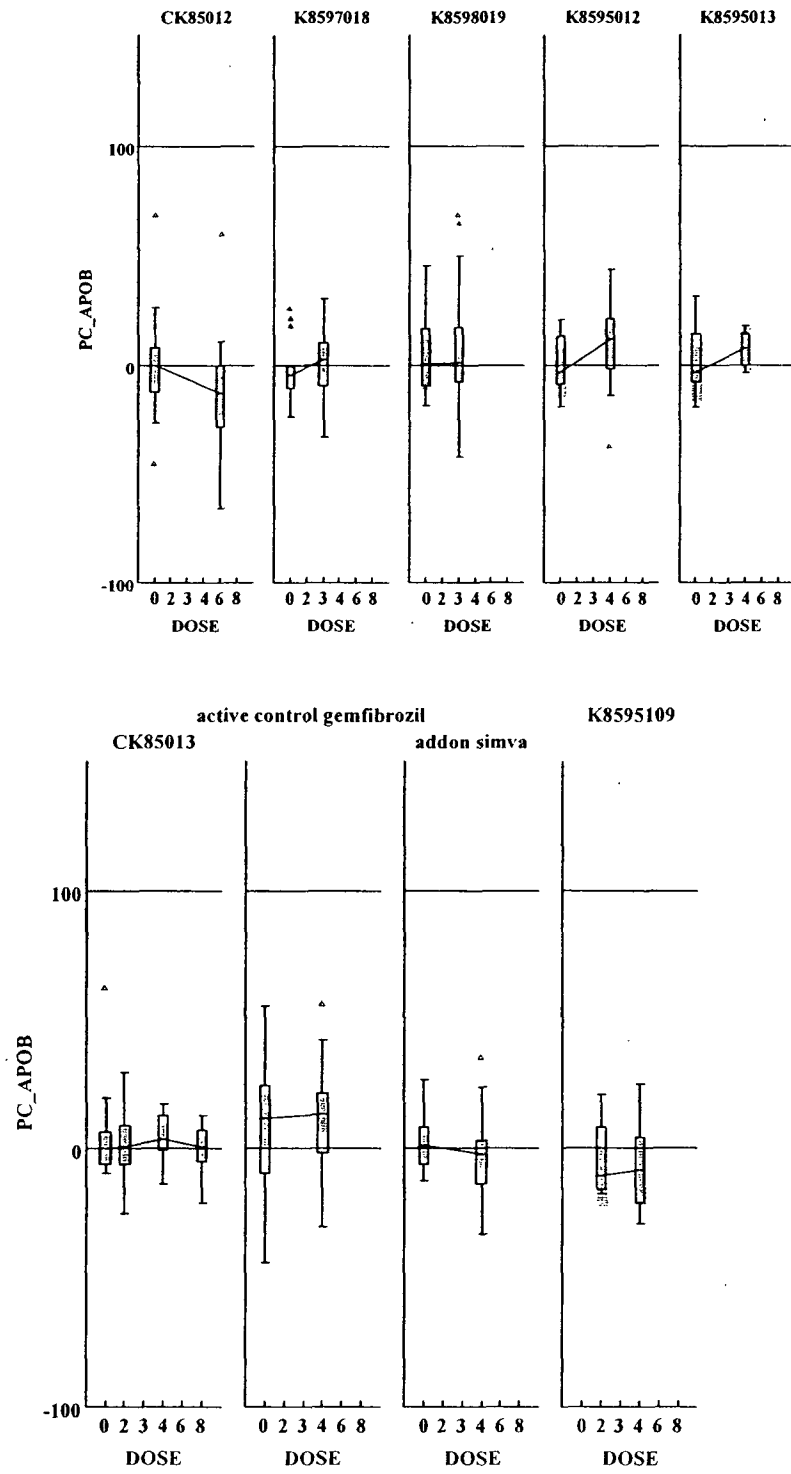 CK85012 K8597018 K8598019 K8595012 K8595013
100
PC_APOB
0
-100
0 2 3 4 6 8 0 2 3 4 6 8 0 2 3 4 6 8 0 2 3 4 6 8 0 2 3 4 6 8
DOSE DOSE DOSE DOSE DOSE
active control gemfibrozil K8595109
CK85013 addon simva
100
PC_APOB
0
-100
0 2 3 4 6 8 0 2 3 4 6 8 0 2 3 4 6 8 0 2 3 4 6 8
DOSE DOSE DOSE DOSE